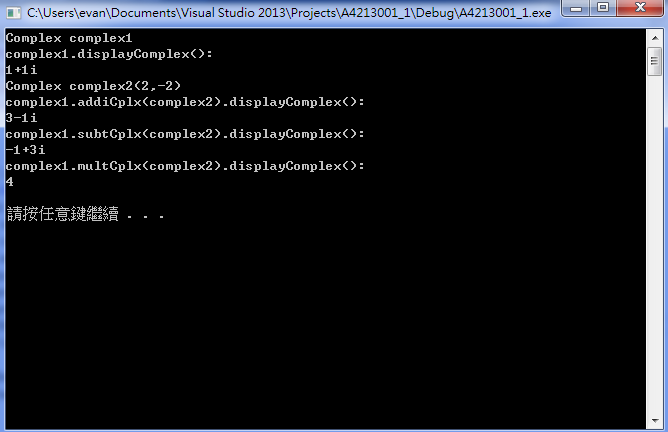 C:\Users\evan\Documents\Visual Studio 2013\Projects\A4213001_1\Debug\A4213001_1.exe
Complex complex1
complex1.displayComplex():
1+1i
Complex complex2(2,-2)
complex1.addiCplx(complex2).displayComplex():
3-1i
complex1.subtCplx(complex2).displayComplex():
-1+3i
complex1.multCplx(complex2).displayComplex():
4
請按任意鍵繼續 . . .